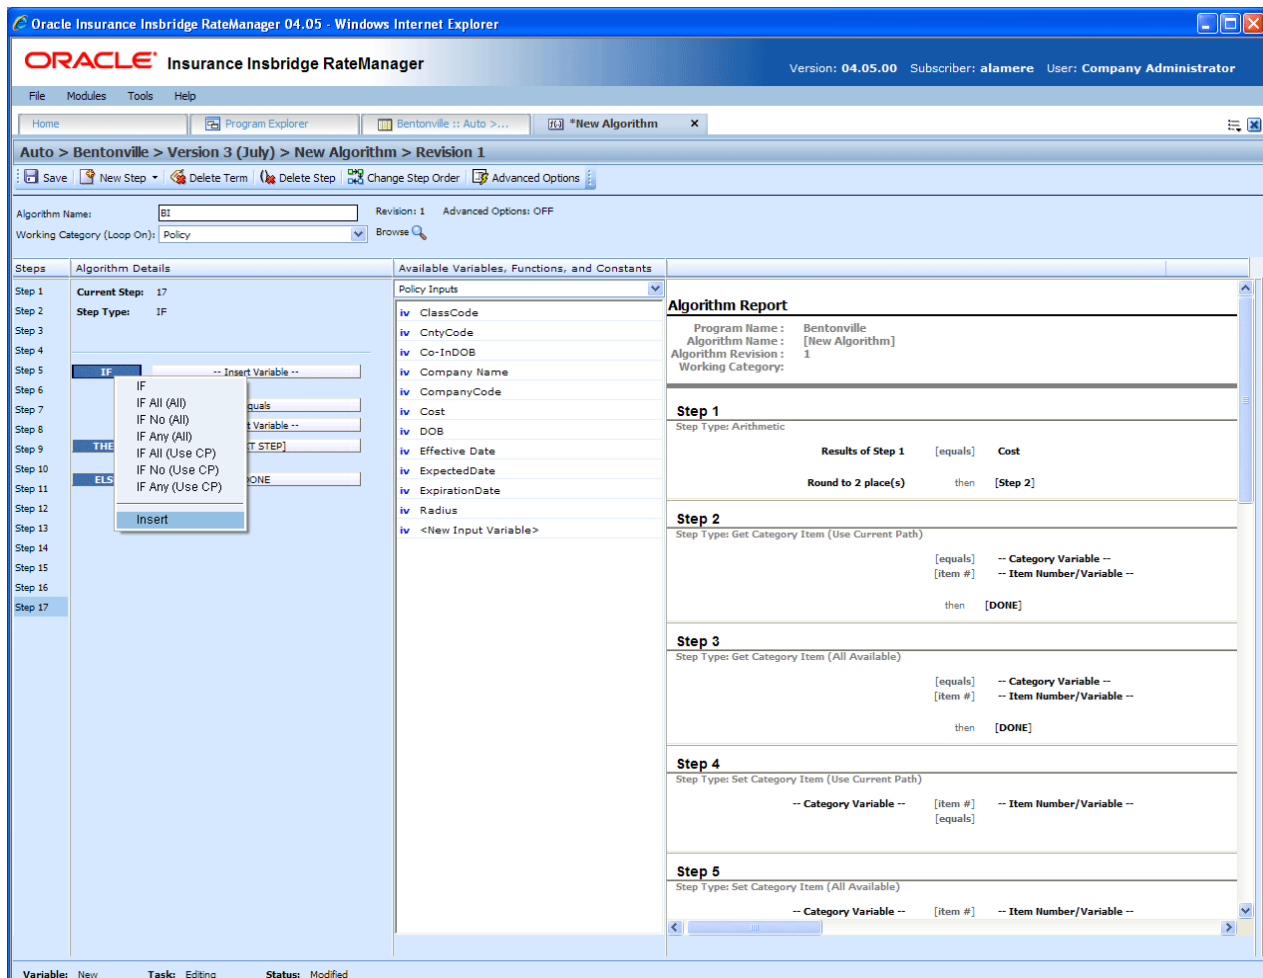 Oracle Insurance Insbridge RateManager 04.05 - Windows Internet Explorer
ORACLE Insurance Insbridge RateManager
Version: 04.05.00 Subscriber: alamere User: Company Administrator
File Modules Tools Help
Home Program Explorer Bentonville :: Auto >... *New Algorithm x
Auto > Bentonville > Version 3 (July) > New Algorithm > Revision 1
Save New Step Delete Term Delete Step Change Step Order Advanced Options
Algorithm Name: BI Revision: 1 Advanced Options: OFF
Working Category (Loop On): Policy Browse
Steps
Step 1
Step 2
Step 3
Step 4
Step 5
Step 6
Step 7
Step 8
Step 9
Step 10
Step 11
Step 12
Step 13
Step 14
Step 15
Step 16
Step 17
Algorithm Details
Current Step: 17
Step Type: IF
IF -- Insert Variable --
quals
t Variable --
THE T STEP]
ELS DONE
IF
IF All (All)
IF No (All)
IF Any (All)
IF All (Use CP)
IF No (Use CP)
IF Any (Use CP)
Insert
Available Variables, Functions, and Constants
Policy Inputs
iv ClassCode
iv CntyCode
iv Co-InDOB
iv Company Name
iv CompanyCode
iv Cost
iv DOB
iv Effective Date
iv ExpectedDate
iv ExpirationDate
iv Radius
iv <New Input Variable>
Algorithm Report
Program Name : Bentonville
Algorithm Name : [New Algorithm]
Algorithm Revision : 1
Working Category:
Step 1
Step Type: Arithmetic
Results of Step 1 [equals] Cost
Round to 2 place(s) then [Step 2]
Step 2
Step Type: Get Category Item (Use Current Path)
[equals] -- Category Variable --
[item #] -- Item Number/Variable --
then [DONE]
Step 3
Step Type: Get Category Item (All Available)
[equals] -- Category Variable --
[item #] -- Item Number/Variable --
then [DONE]
Step 4
Step Type: Set Category Item (Use Current Path)
-- Category Variable -- [item #] -- Item Number/Variable --
[equals]
Step 5
Step Type: Set Category Item (All Available)
-- Category Variable -- [item #] -- Item Number/Variable --
Variable: New Task: Editing Status: Modified